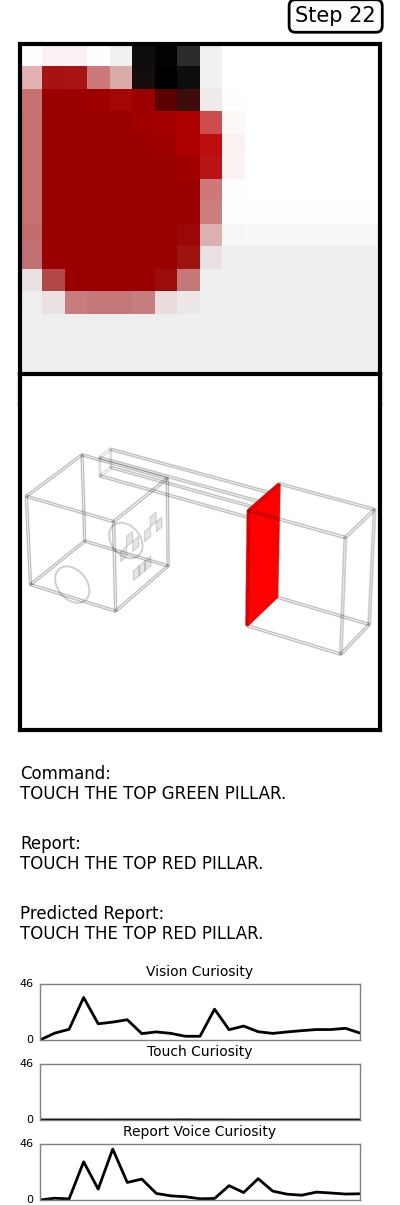 Step 22
Command:
TOUCH THE TOP GREEN PILLAR.
Report:
TOUCH THE TOP RED PILLAR.
Predicted Report:
TOUCH THE TOP RED PILLAR.
Vision Curiosity
46
0
Touch Curiosity
46
0
Report Voice Curiosity
46
0